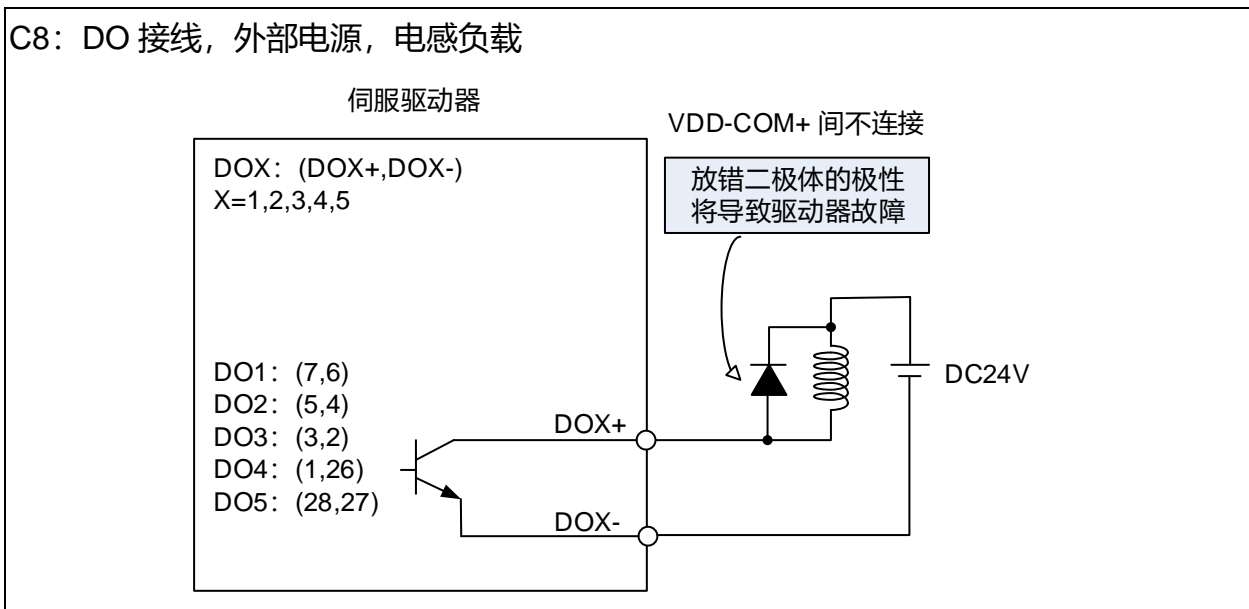 C8：DO 接线，外部电源，电感负载
伺服驱动器
VDD-COM+ 间不连接
DOX：(DOX+,DOX-)
X=1,2,3,4,5
放错二极体的极性
将导致驱动器故障
DO1：(7,6)
DO2：(5,4)
DO3：(3,2)
DO4：(1,26)
DO5：(28,27)
DOX+
DOX-
DC24V